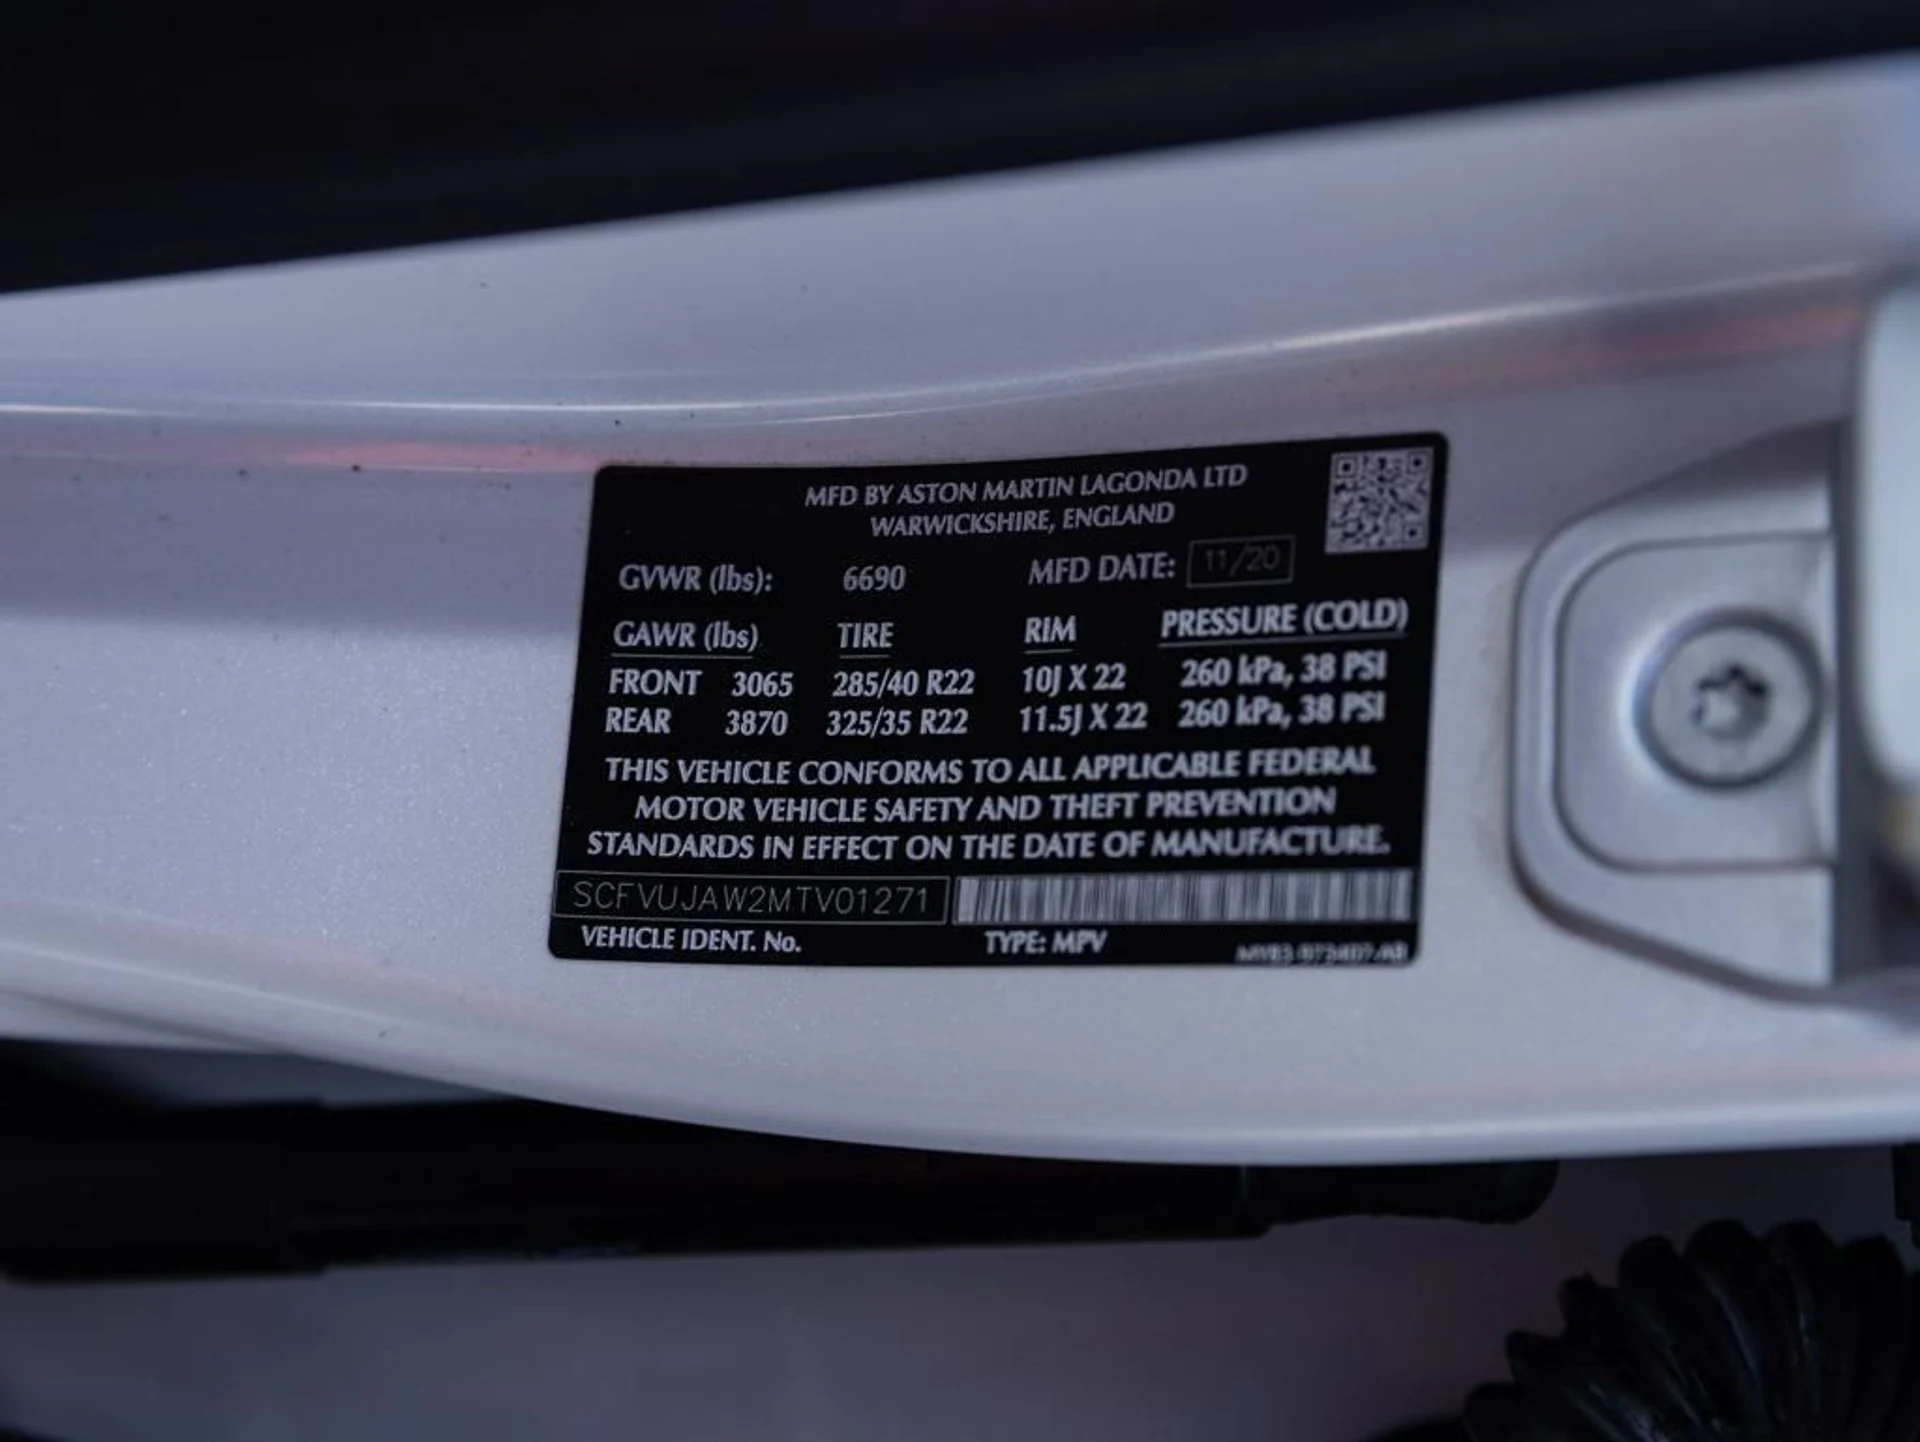 MFD BY ASTON MARTIN LAGONDA LTD
WARWICKSHIRE, ENGLAND
GVWR (lbs): 6690 MFD DATE: 11/20
GAWR (lbs) TIRE RIM PRESSURE (COLD)
FRONT 3065 285/40 R22 10J X 22 260 kPa, 38 PSI
REAR 3870 325/35 R22 11.5J X 22 260 kPa, 38 PSI
THIS VEHICLE CONFORMS TO ALL APPLICABLE FEDERAL
MOTOR VEHICLE SAFETY AND THEFT PREVENTION
STANDARDS IN EFFECT ON THE DATE OF MANUFACTURE.
SCFVUJAW2MTV01271
VEHICLE IDENT. No. TYPE: MPV